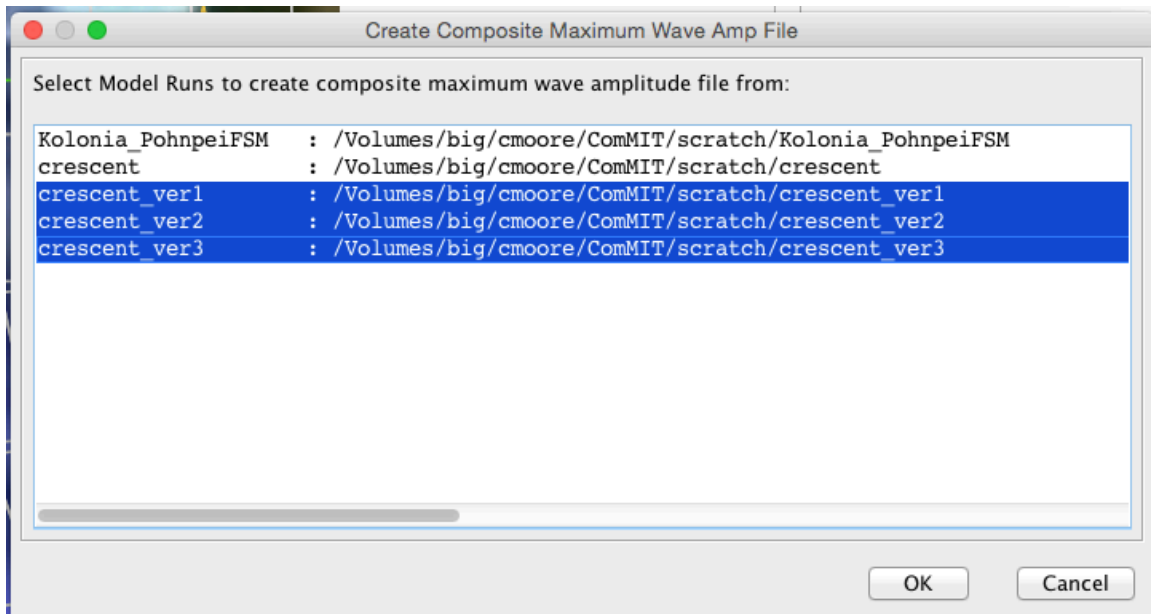 Create Composite Maximum Wave Amp File
Select Model Runs to create composite maximum wave amplitude file from:
Kolonia_PohnpeiFSM : /Volumes/big/cmoore/ComMIT/scratch/Kolonia_PohnpeiFSM
crescent : /Volumes/big/cmoore/ComMIT/scratch/crescent
crescent_ver1 : /Volumes/big/cmoore/ComMIT/scratch/crescent_ver1
crescent_ver2 : /Volumes/big/cmoore/ComMIT/scratch/crescent_ver2
crescent_ver3 : /Volumes/big/cmoore/ComMIT/scratch/crescent_ver3
OK Cancel